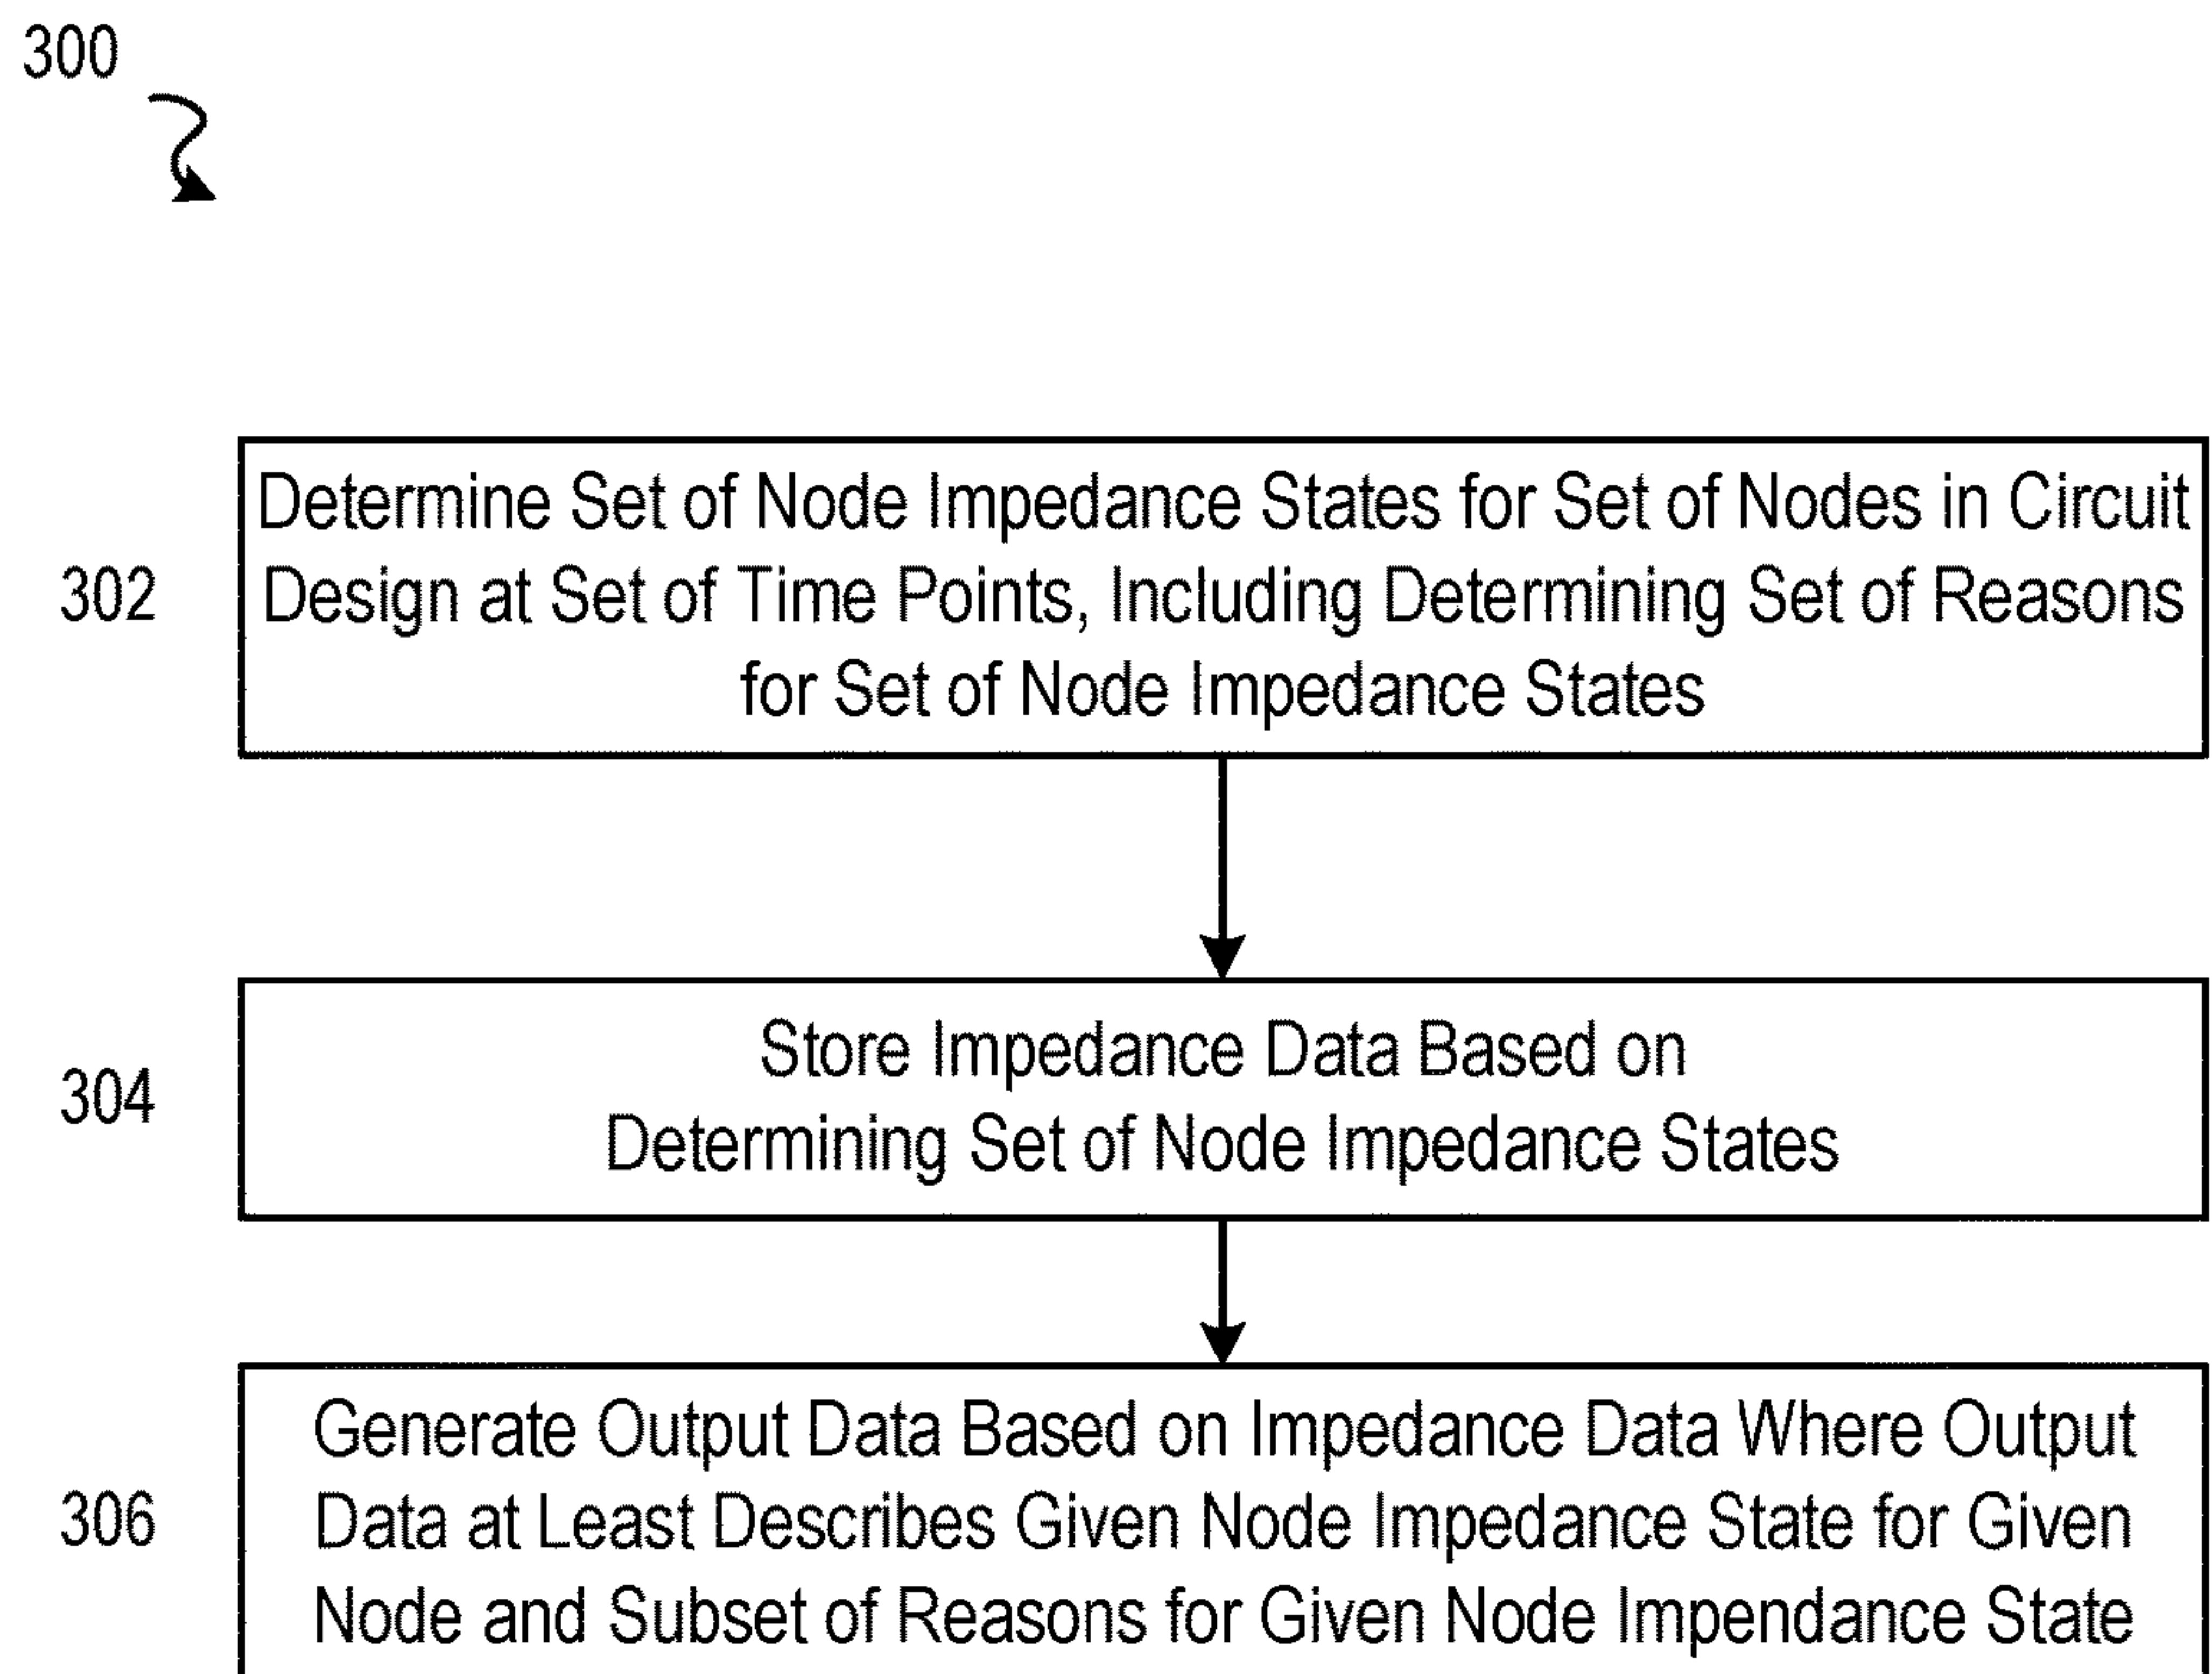 300
302
Determine Set of Node Impedance States for Set of Nodes in Circuit
Design at Set of Time Points, Including Determining Set of Reasons
for Set of Node Impedance States
304
Store Impedance Data Based on
Determining Set of Node Impedance States
306
Generate Output Data Based on Impedance Data Where Output
Data at Least Describes Given Node Impedance State for Given
Node and Subset of Reasons for Given Node Impendance State